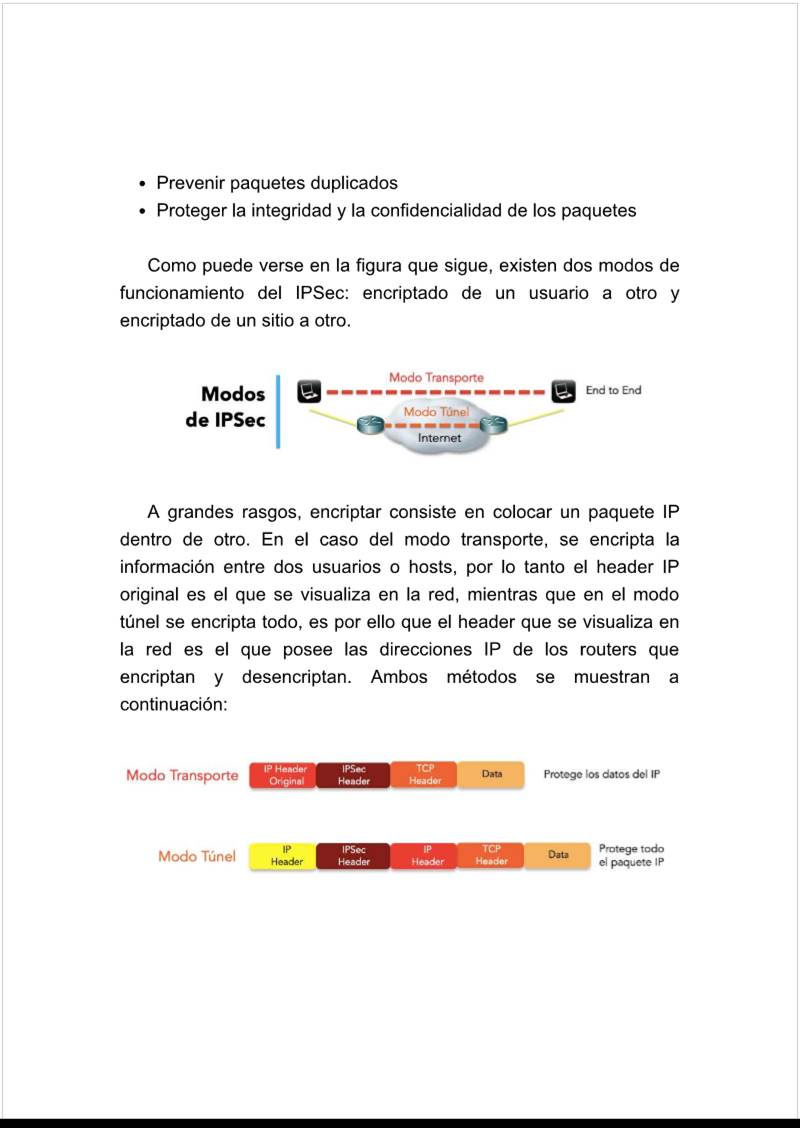 • Prevenir paquetes duplicados
• Proteger la integridad y la confidencialidad de los paquetes
Como puede verse en la figura que sigue, existen dos modos de
funcionamiento del IPSec: encriptado de un usuario a otro y
encriptado de un sitio a otro.
Modos
de IPSec
Modo Transporte
End to End
Modo Túnel
Internet
A grandes rasgos, encriptar consiste en colocar un paquete IP
dentro de otro. En el caso del modo transporte, se encripta la
información entre dos usuarios o hosts, por lo tanto el header IP
original es el que se visualiza en la red, mientras que en el modo
túnel se encripta todo, es por ello que el header que se visualiza en
la red es el que posee las direcciones IP de los routers que
encriptan y desencriptan. Ambos métodos se muestran a
continuación:
Modo Transporte
IP Header
Original
IPSec
Header
TCP
Header
Data
Protege los datos del IP
Modo Túnel
IP
Header
IPSec
Header
IP
Header
TCP
Header
Data
Protege todo
el paquete IP